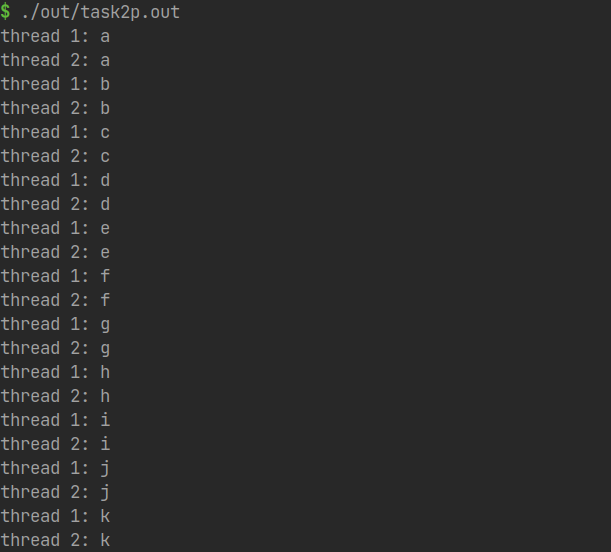 $ ./out/task2p.out
thread 1: a
thread 2: a
thread 1: b
thread 2: b
thread 1: c
thread 2: c
thread 1: d
thread 2: d
thread 1: e
thread 2: e
thread 1: f
thread 2: f
thread 1: g
thread 2: g
thread 1: h
thread 2: h
thread 1: i
thread 2: i
thread 1: j
thread 2: j
thread 1: k
thread 2: k